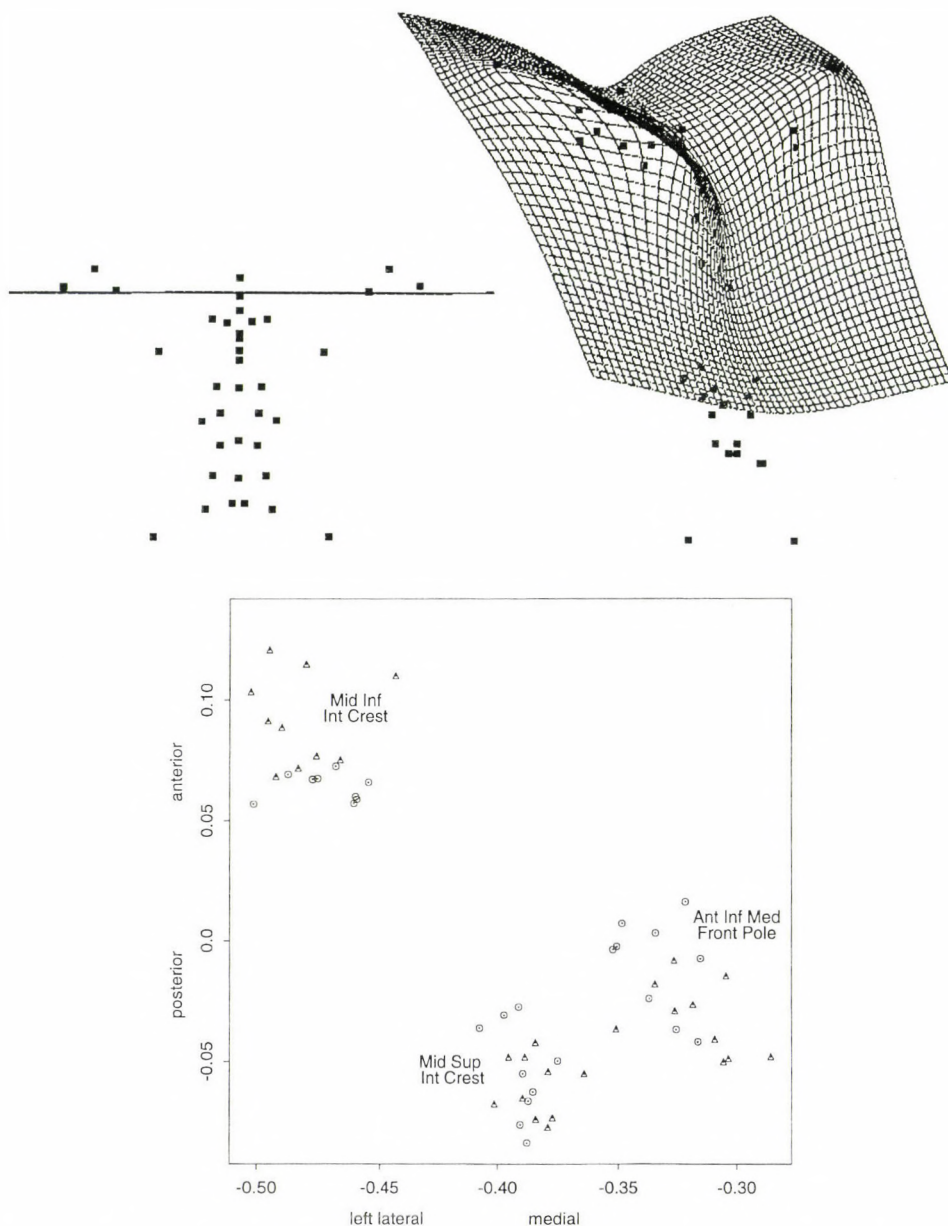 Mid Inf
Int Crest
Ant Inf Med
Front Pole
Mid Sup
Int Crest
anterior
posterior
0.10
0.05
0.0
-0.05
-0.50
-0.45
-0.40
-0.35
-0.30
left lateral
medial